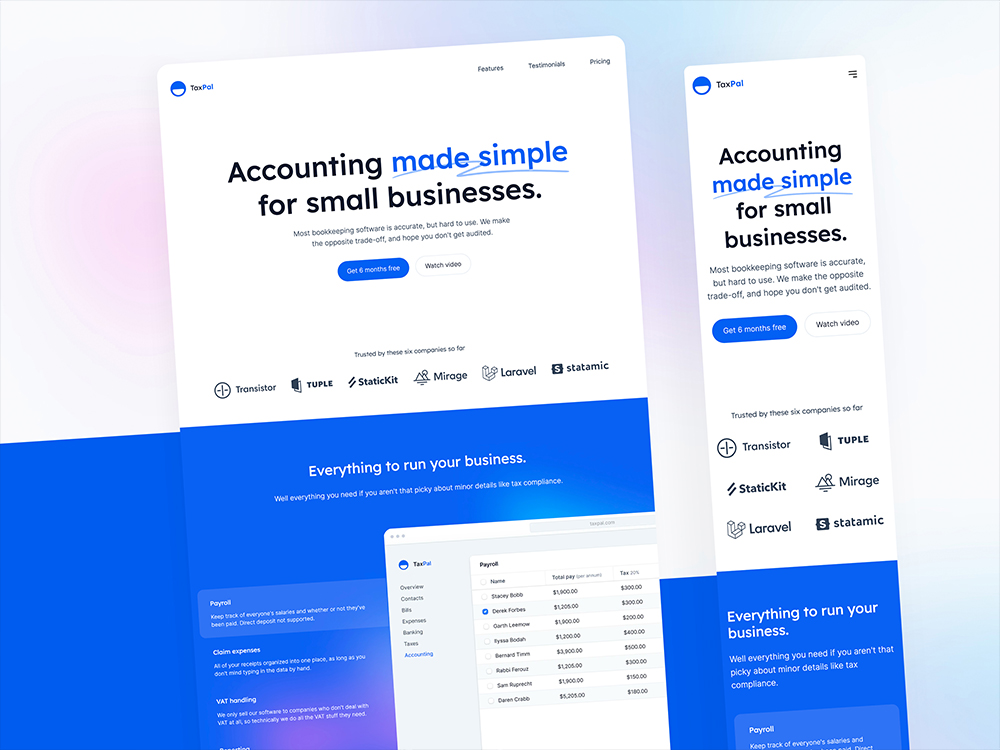 TaxPal
Features
Testimonials
Pricing
Accounting made simple
for small businesses.
Most bookkeeping software is accurate, but hard to use. We make
the opposite trade-off, and hope you don't get audited.
Get 6 months free
Watch video
Trusted by these six companies so far
Transistor
TUPLE
StaticKit
Mirage
Laravel
statamic
Everything to run your business.
Well everything you need if you aren't that picky about minor details like tax compliance.
Payroll
Keep track of everyone's salaries and whether or not they've
been paid. Direct deposit not supported.
Claim expenses
All of your receipts organized into one place, as long as you
don't mind typing in the data by hand.
VAT handling
We only sell our software to companies who don't deal with
VAT at all, so technically we do all the VAT stuff they need.
Reporting
taxpal.com
TaxPal
Overview
Contacts
Bills
Expenses
Banking
Taxes
Accounting
Payroll
Name Total pay (per annum) Tax 20%
Stacey Bobb $1,900.00 $300.00
Derek Forbes $1,205.00 $300.00
Garth Leemow $1,900.00 $200.00
Ilyssa Bodah $1,200.00 $400.00
Bernard Timm $3,900.00 $500.00
Rabbi Ferouz $1,205.00 $300.00
Sam Ruprecht $1,900.00 $150.00
Daren Crabb $5,205.00 $180.00
TaxPal
Accounting
made simple
for small
businesses.
Most bookkeeping software is accurate,
but hard to use. We make the opposite
trade-off, and hope you don't get audited.
Get 6 months free
Watch video
Trusted by these six companies so far
Transistor
TUPLE
StaticKit
Mirage
Laravel
statamic
Everything to run your
business.
Well everything you need if you aren't that
picky about minor details like tax
compliance.
Payroll
Keep track of everyone's salaries and
whether or not they've been paid. Direct